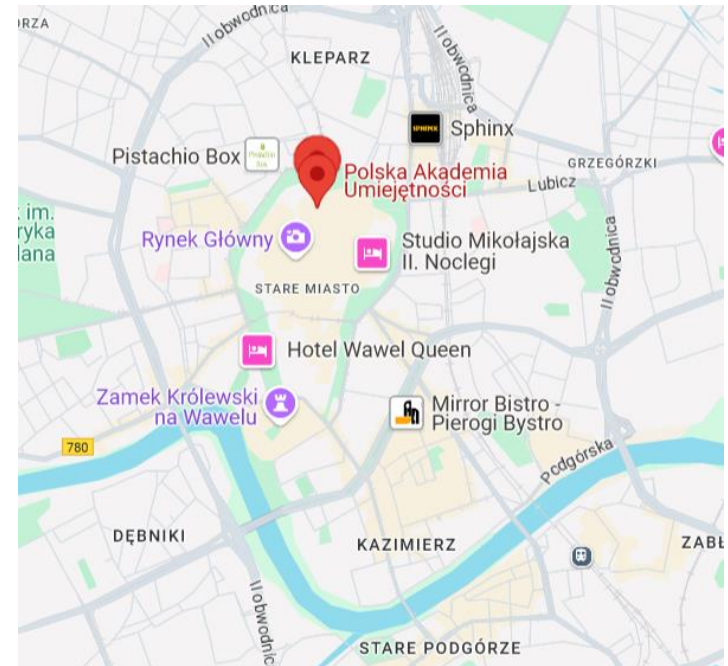 RZA
II obwodnica
KLEPARZ
II obwodnica
SPHINX
Sphinx
Pistachio Box
Polska Akademia
Umiejętności
GRZEGÓRZKI
Lubicz
k im.
ryka
lana
Rynek Główny
Studio Mikołajska
II. Noclegi
II obwodnica
STARE MIASTO
Hotel Wawel Queen
Zamek Królewski
na Wawelu
Mirror Bistro -
Pierogi Bystro
780
Podgórska
DĘBNIKI
KAZIMIERZ
ZABŁ
II obwodnic
STARE PODGÓRZE